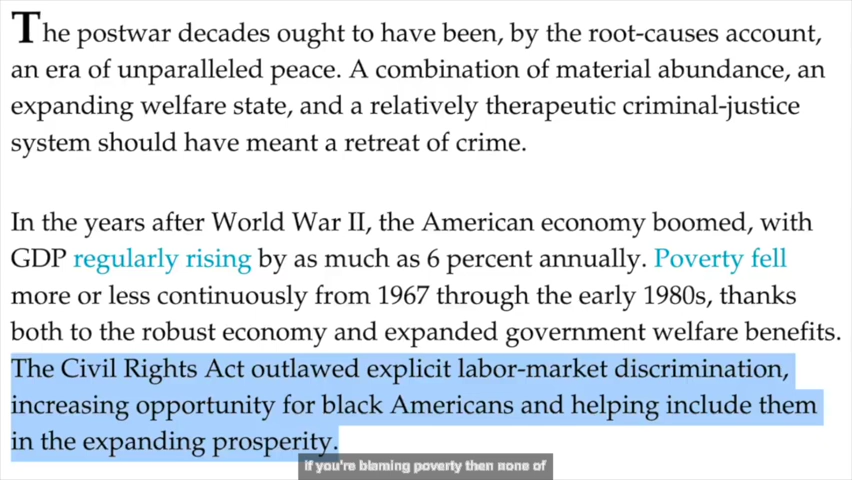 The postwar decades ought to have been, by the root-causes account,
an era of unparalleled peace. A combination of material abundance, an
expanding welfare state, and a relatively therapeutic criminal-justice
system should have meant a retreat of crime.
In the years after World War II, the American economy boomed, with
GDP regularly rising by as much as 6 percent annually. Poverty fell
more or less continuously from 1967 through the early 1980s, thanks
both to the robust economy and expanded government welfare benefits.
The Civil Rights Act outlawed explicit labor-market discrimination,
increasing opportunity for black Americans and helping include them
in the expanding prosperity.
if you're blaming poverty then none of